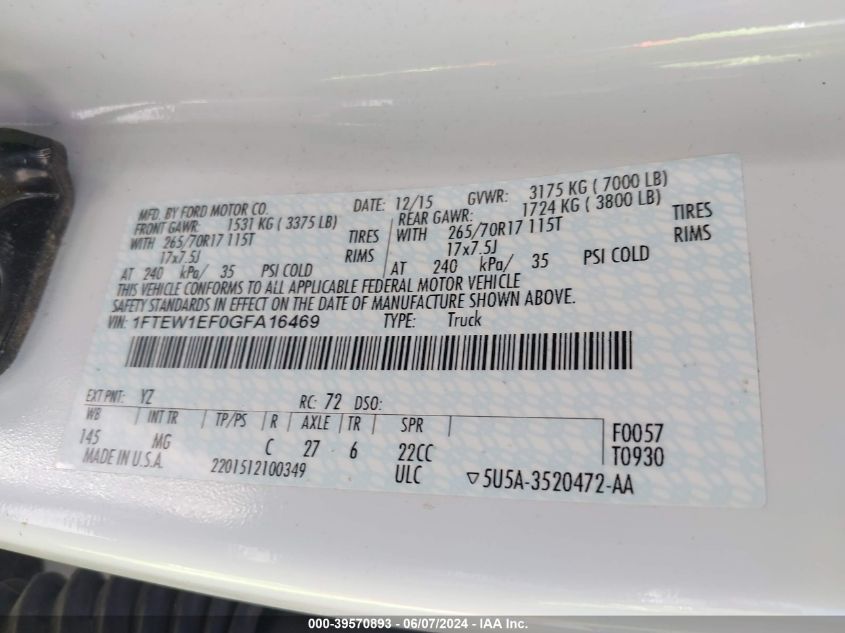 MFD. BY FORD MOTOR CO.
DATE: 12/15
GVWR: 3175 KG ( 7000 LB)
FRONT GAWR: 1531 KG ( 3375 LB)
REAR GAWR: 1724 KG ( 3800 LB)
WITH 265/70R17 115T TIRES
WITH 265/70R17 115T TIRES
17x7.5J RIMS
17x7.5J RIMS
AT 240 kPa/ 35 PSI COLD
AT 240 kPa/ 35 PSI COLD
THIS VEHICLE CONFORMS TO ALL APPLICABLE FEDERAL MOTOR VEHICLE
SAFETY STANDARDS IN EFFECT ON THE DATE OF MANUFACTURE SHOWN ABOVE.
VIN: 1FTEW1EF0GFA16469 TYPE: Truck
EXT PNT: YZ RC: 72 DSO:
WB INT TR TP/PS R AXLE TR SPR
145 MG C 27 6 22CC
F0057
T0930
MADE IN U.S.A. 2201512100349 ULC ▽5U5A-3520472-AA
000-39570893 - 06/07/2024 - IAA Inc.